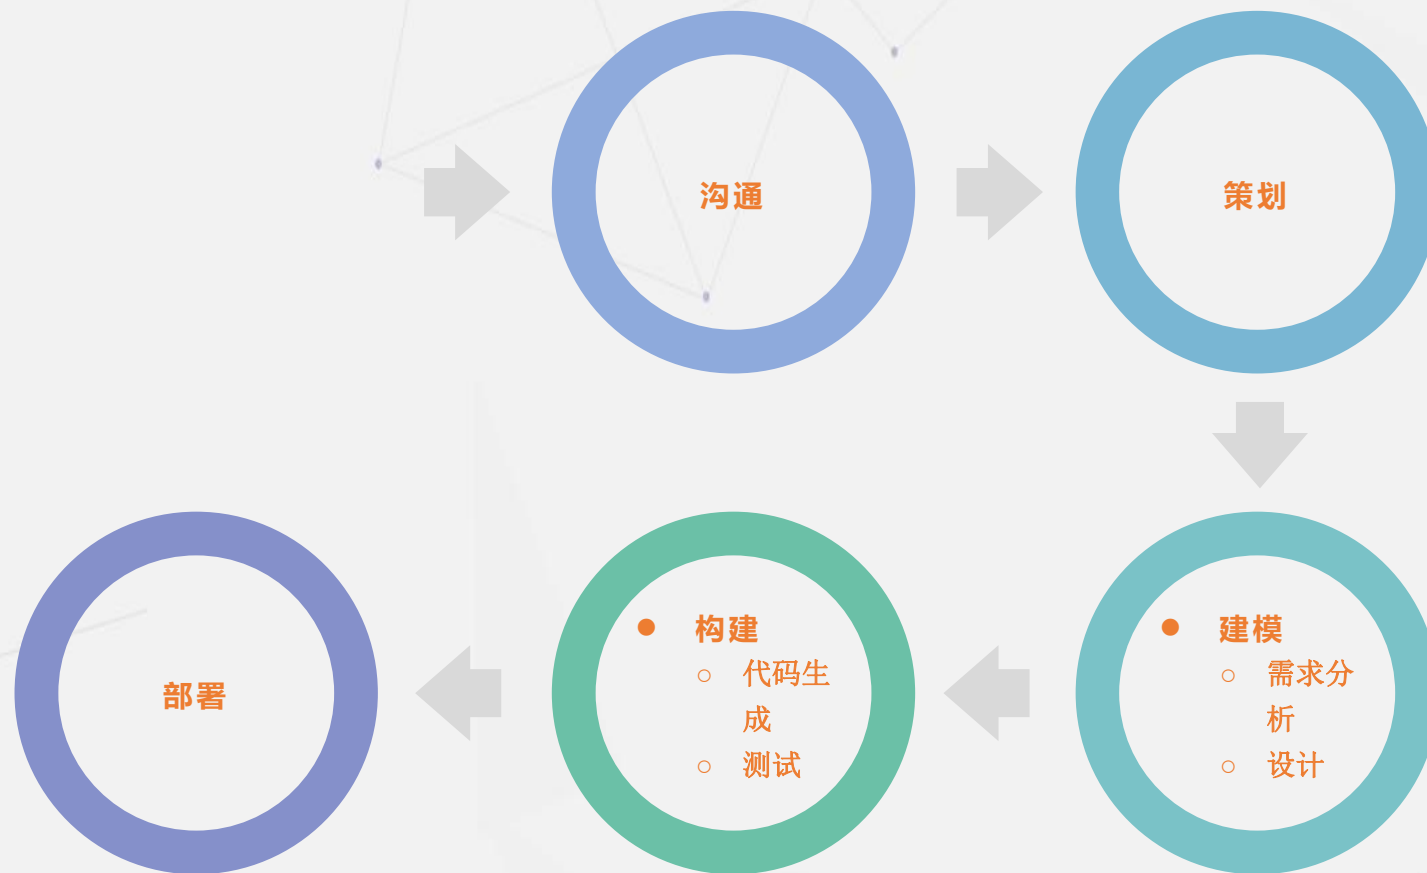 沟通
策划
建模
需求分
析
设计
构建
代码生
成
测试
部署